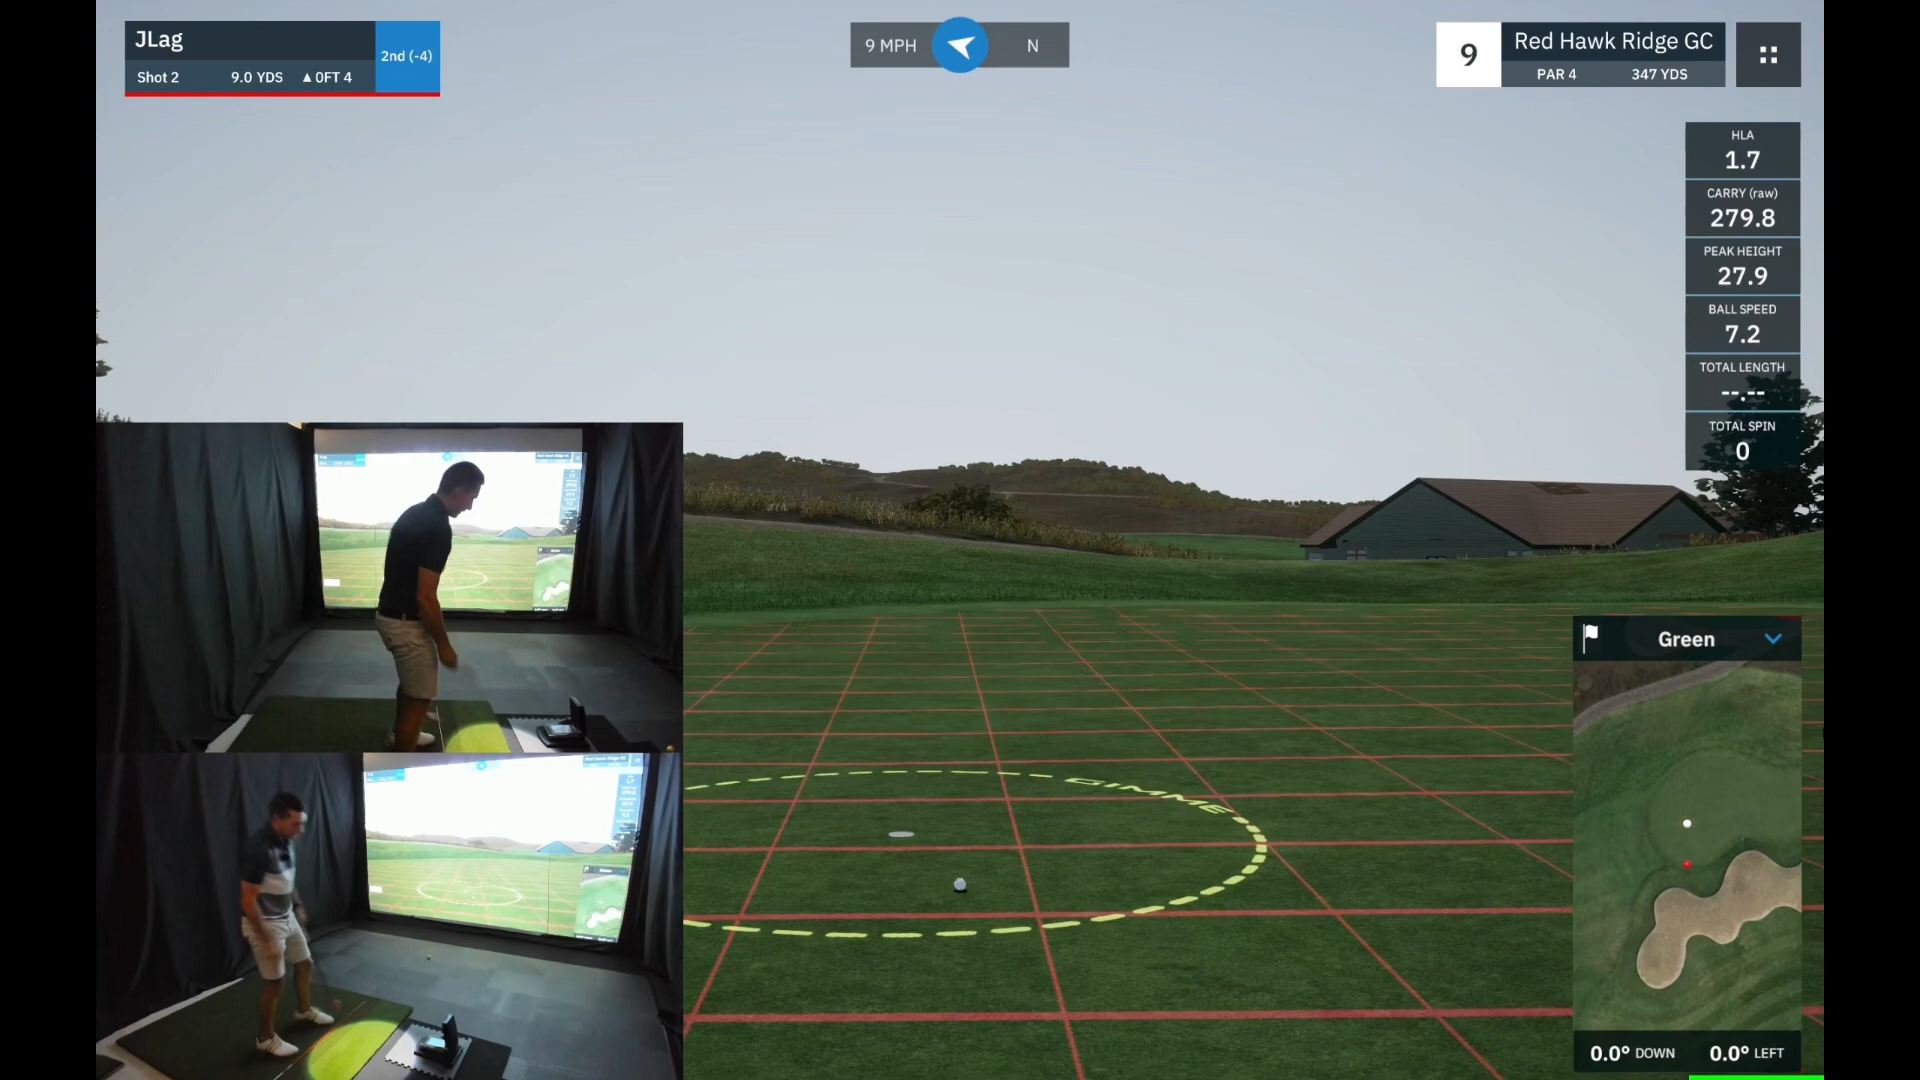 JLag
2nd (-4)
Shot 2 9.0 YDS ▲ 0FT 4
9 MPH N
9
Red Hawk Ridge GC
PAR 4 347 YDS
HLA
1.7
CARRY (raw)
279.8
PEAK HEIGHT
27.9
BALL SPEED
7.2
TOTAL LENGTH
--.--
TOTAL SPIN
0
Green
GIMME
0.0° DOWN 0.0° LEFT